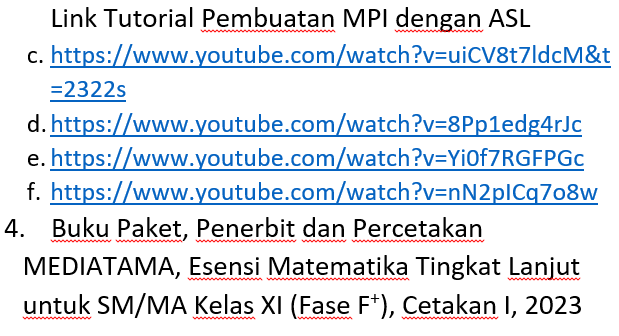 Link Tutorial Pembuatan MPI dengan ASL
c. https://www.youtube.com/watch?v=uiCV8t7ldcM&t
=2322s
d. https://www.youtube.com/watch?v=8Pp1edg4rJc
e. https://www.youtube.com/watch?v=Yi0f7RGFPGc
f. https://www.youtube.com/watch?v=nN2pICq7o8w
4. Buku Paket, Penerbit dan Percetakan
MEDIATAMA, Esensi Matematika Tingkat Lanjut
untuk SM/MA Kelas XI (Fase F⁺), Cetakan I, 2023